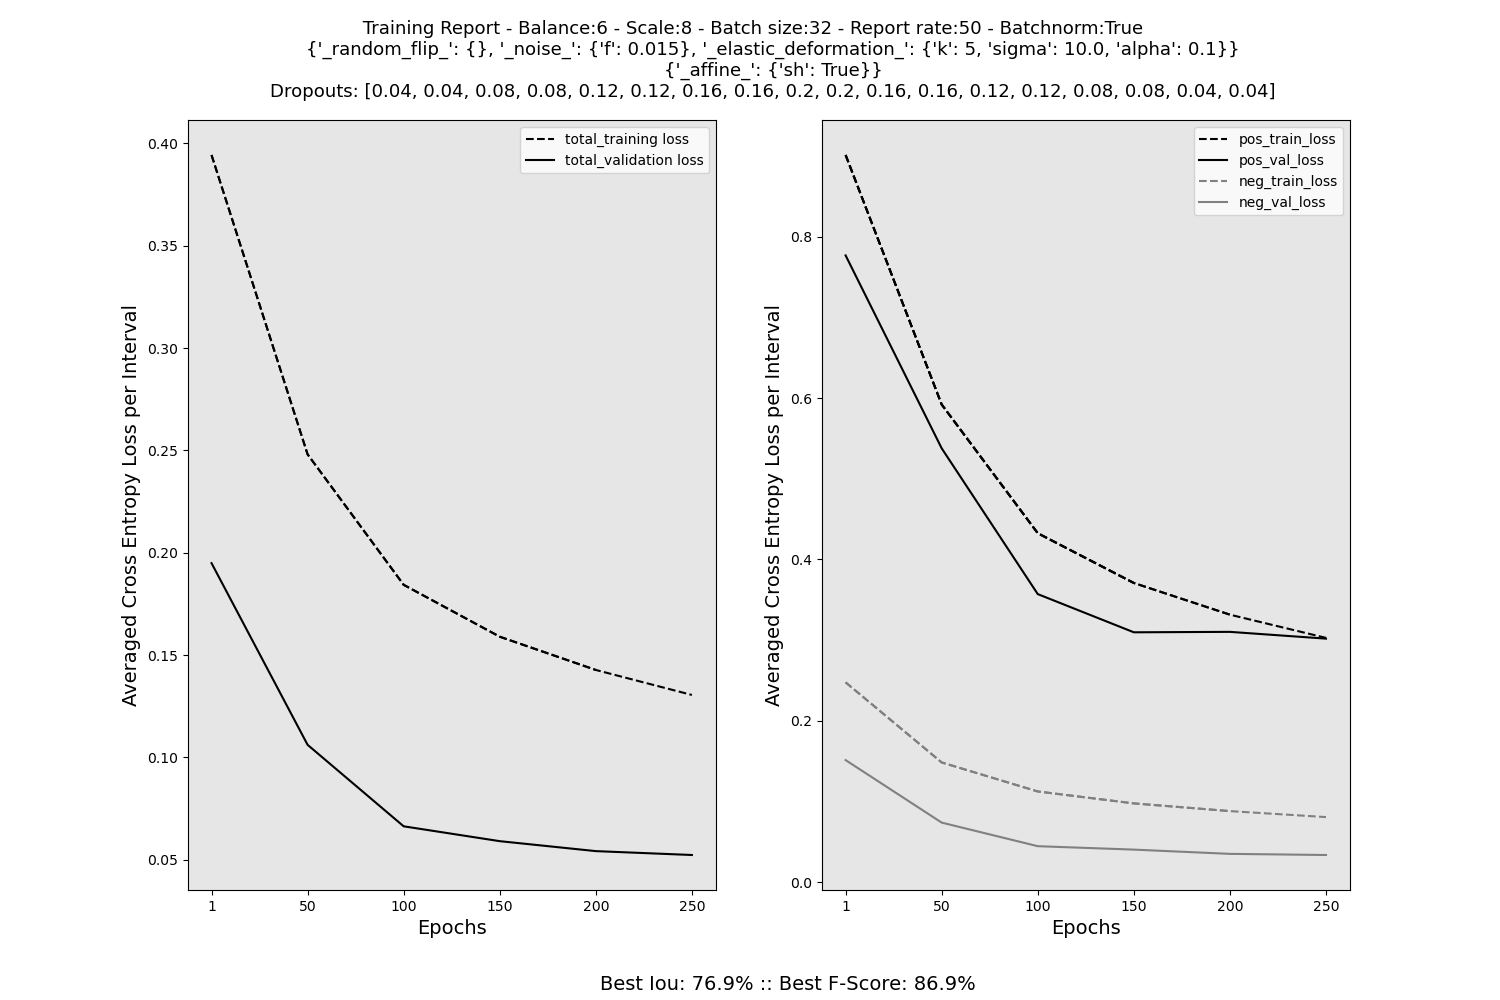 Training Report - Balance:6 - Scale:8 - Batch size:32 - Report rate:50 - Batchnorm:True
{'_random_flip_': {}, '_noise_': {'f': 0.015}, '_elastic_deformation_': {'k': 5, 'sigma': 10.0, 'alpha': 0.1}}
{'_affine_': {'sh': True}}
Dropouts: [0.04, 0.04, 0.08, 0.08, 0.12, 0.12, 0.16, 0.16, 0.2, 0.2, 0.16, 0.16, 0.12, 0.12, 0.08, 0.08, 0.04, 0.04]
total_training loss
total_validation loss
Averaged Cross Entropy Loss per Interval
0.40
0.35
0.30
0.25
0.20
0.15
0.10
0.05
1 50 100 150 200 250
Epochs
pos_train_loss
pos_val_loss
neg_train_loss
neg_val_loss
Averaged Cross Entropy Loss per Interval
0.8
0.6
0.4
0.2
0.0
1 50 100 150 200 250
Epochs
Best Iou: 76.9% :: Best F-Score: 86.9%